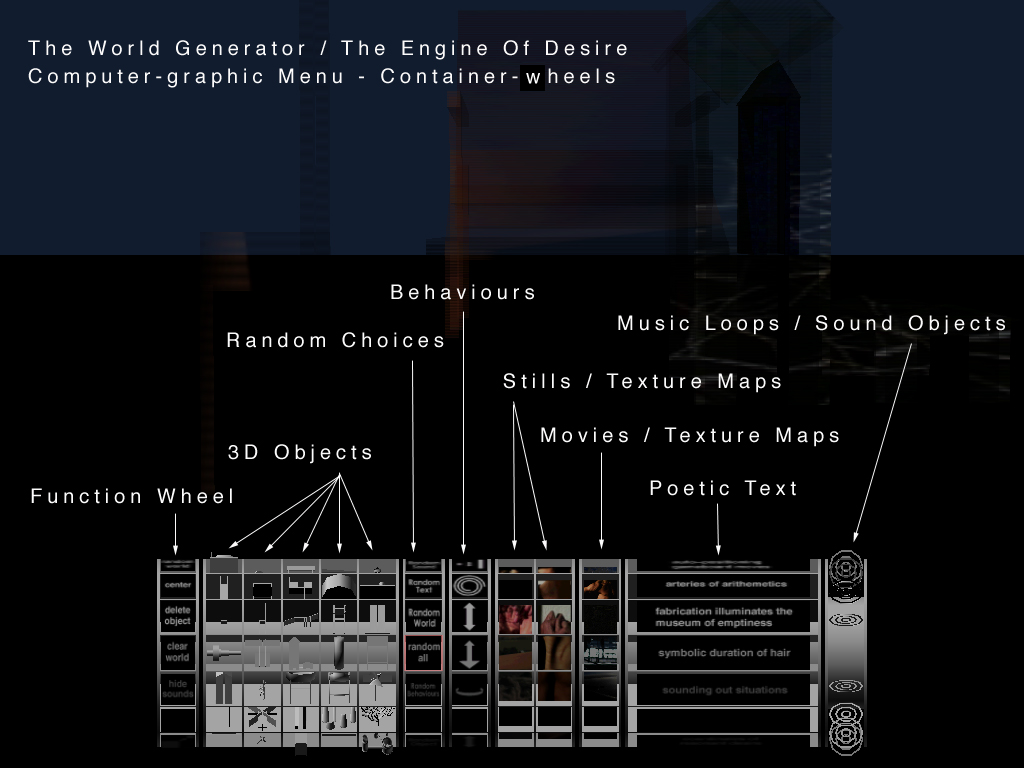 The World Generator / The Engine Of Desire
Computer-graphic Menu - Container-wheels
Behaviours
Music Loops / Sound Objects
Random Choices
Stills / Texture Maps
Movies / Texture Maps
3D Objects
Poetic Text
Function Wheel
center
Random
Text
arteries of arithemetics
delete
object
Random
World
fabrication illuminates the
museum of emptiness
clear
world
random
all
symbolic duration of hair
hide
sounds
Random
Behaviours
sounding out situations